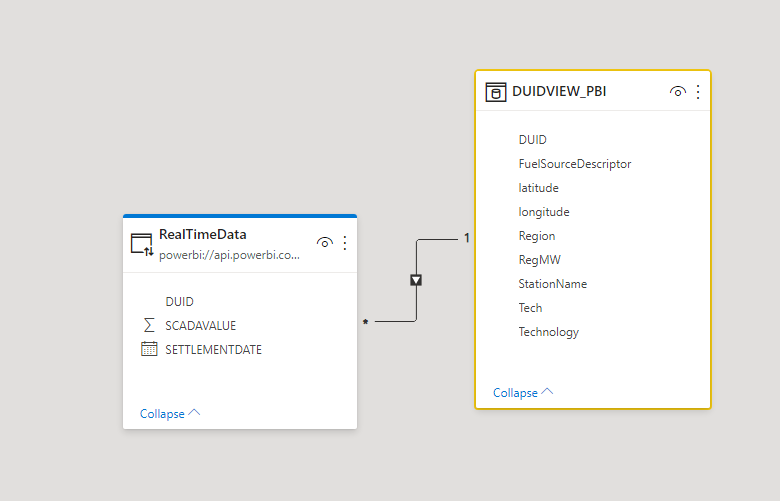 DUIDVIEW_PBI
DUID
FuelSourceDescriptor
latitude
longitude
Region
RegMW
StationName
Tech
Technology
Collapse
1
*
RealTimeData
powerbi://api.powerbi.co...
DUID
SCADAVALUE
SETTLEMENTDATE
Collapse